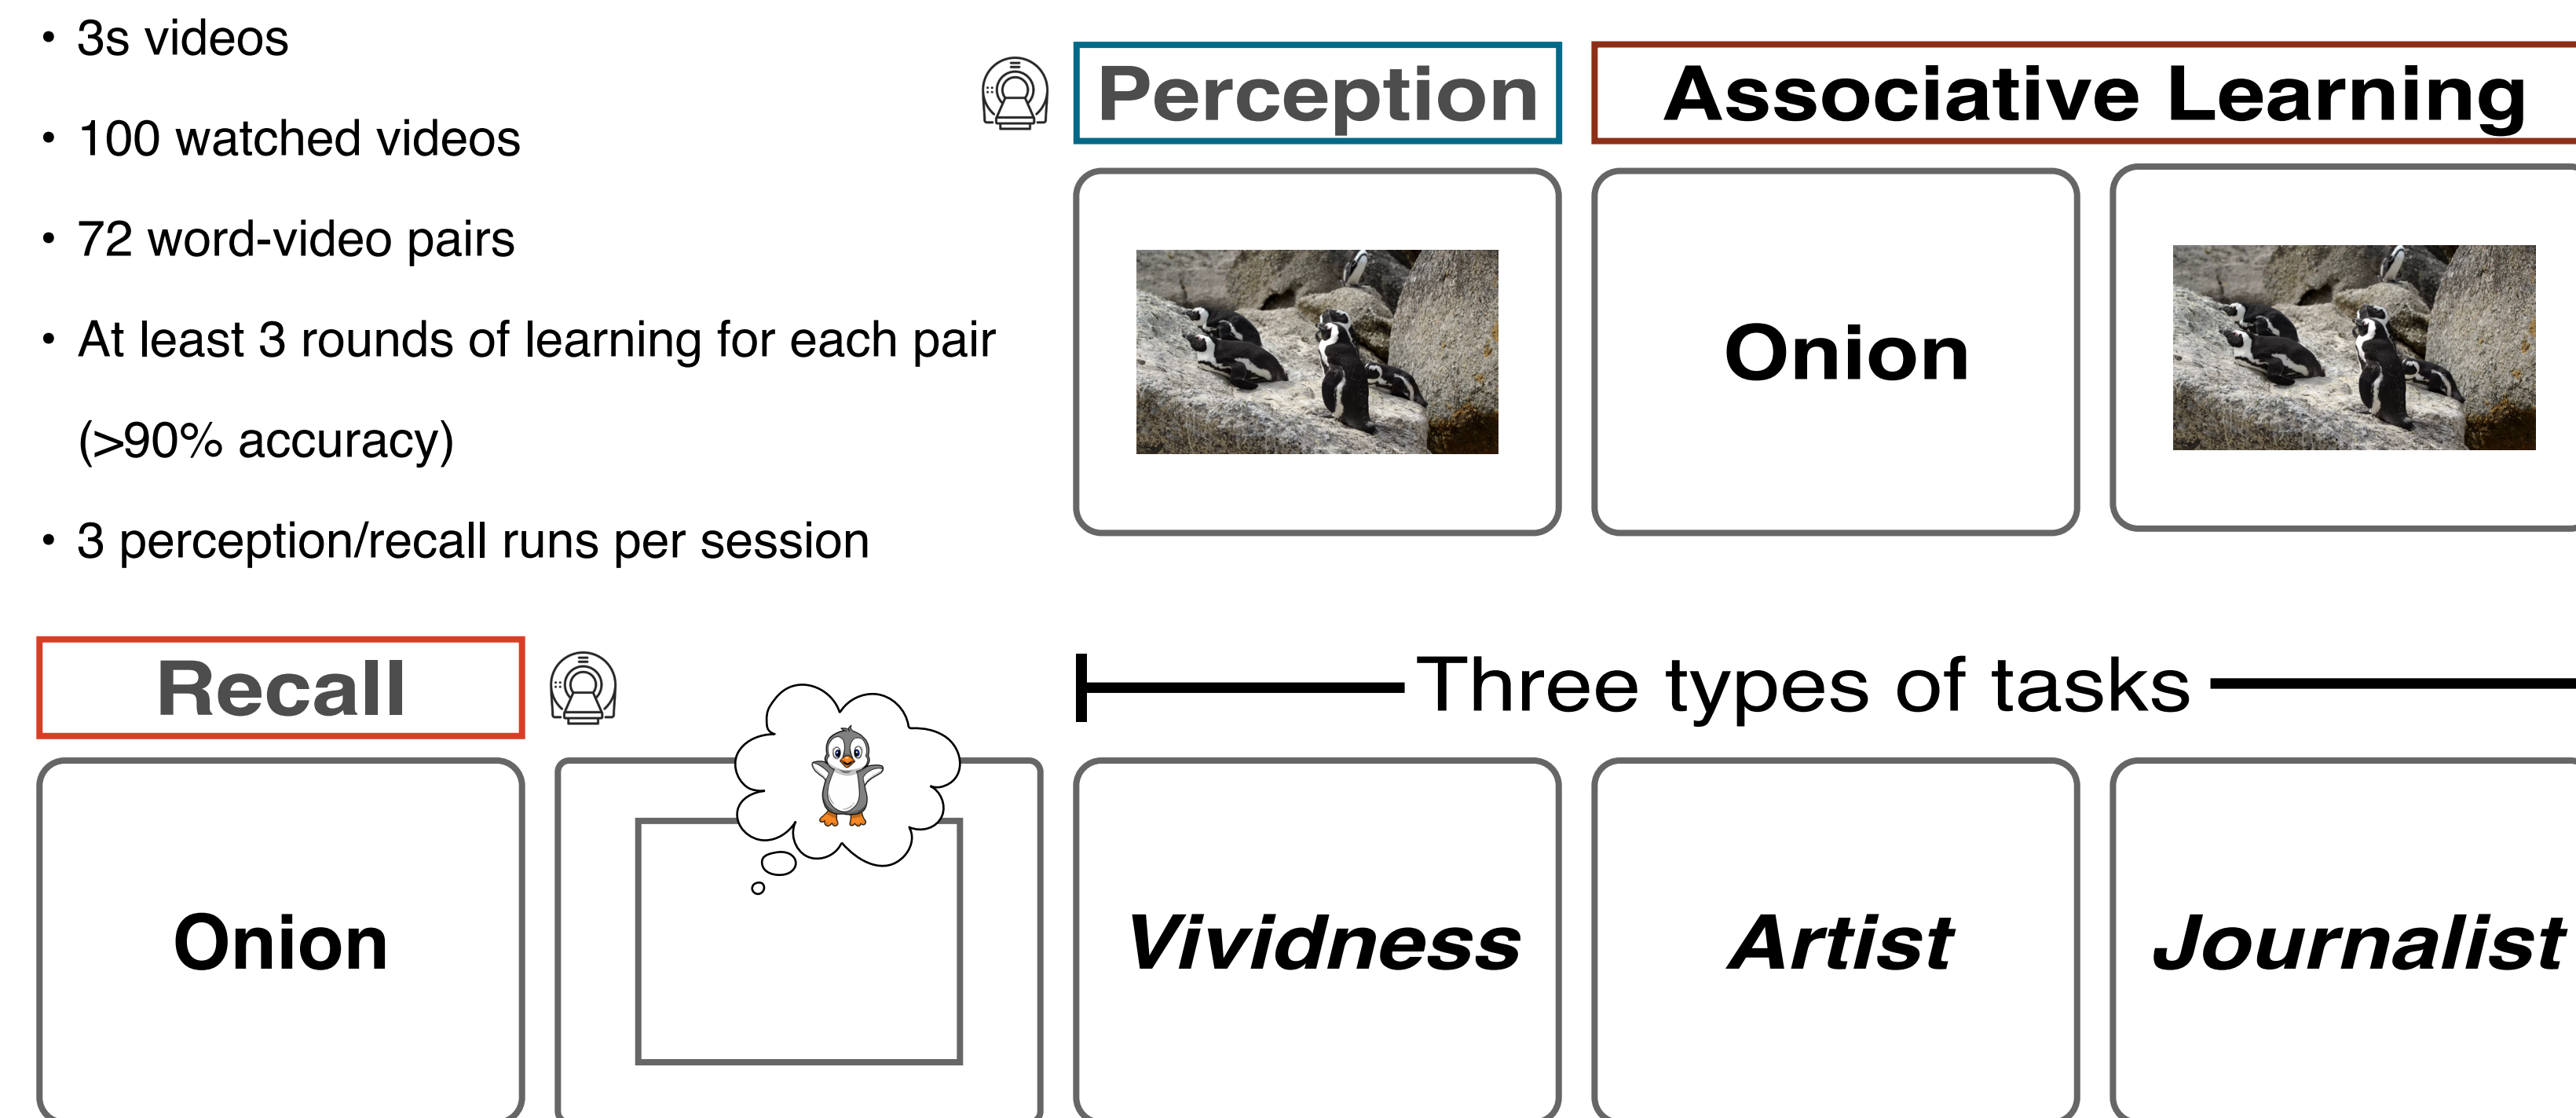 • 3s videos
• 100 watched videos
• 72 word-video pairs
• At least 3 rounds of learning for each pair
(>90% accuracy)
• 3 perception/recall runs per session
Perception
Associative Learning
Onion
Recall
Three types of tasks
Onion
Vividness
Artist
Journalist